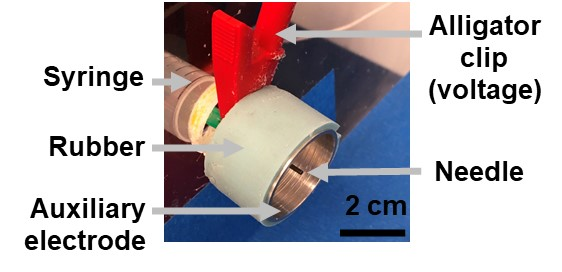 Alligator
clip
(voltage)
Syringe
Rubber
Needle
Auxiliary
electrode
2 cm